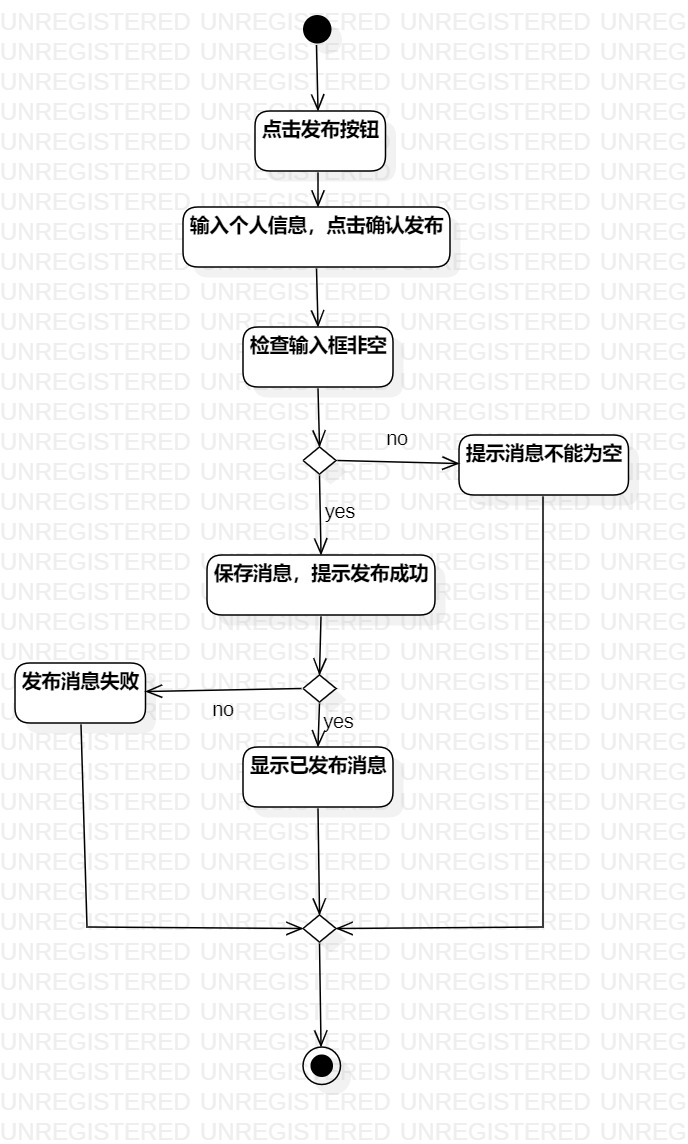 点击发布按钮
输入个人信息，点击确认发布
检查输入框非空
no
提示消息不能为空
yes
保存消息，提示发布成功
发布消息失败
no
yes
显示已发布消息
UNREGISTERED UNREGISTERED UNREGISTERED UNREG